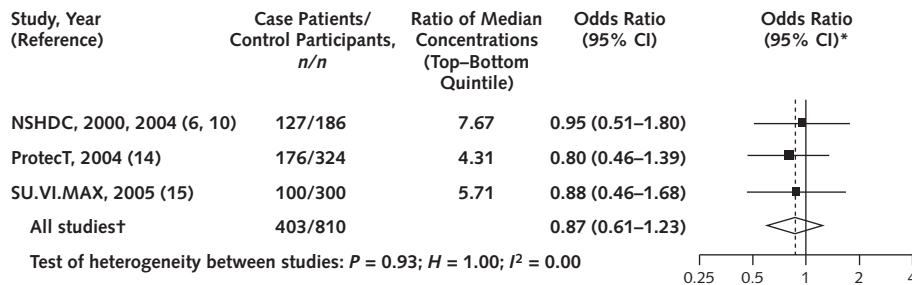 Study, Year Case Patients/ Ratio of Median Odds Ratio Odds Ratio
(Reference) Control Participants, Concentrations (95% CI) (95% CI)*
n/n (Top–Bottom
Quintile)
NSHDC, 2000, 2004 (6, 10) 127/186 7.67 0.95 (0.51–1.80)
ProtecT, 2004 (14) 176/324 4.31 0.80 (0.46–1.39)
SU.VI.MAX, 2005 (15) 100/300 5.71 0.88 (0.46–1.68)
All studies† 403/810 0.87 (0.61–1.23)
Test of heterogeneity between studies: P = 0.93; H = 1.00; I² = 0.00
0.25 0.5 1 2 4